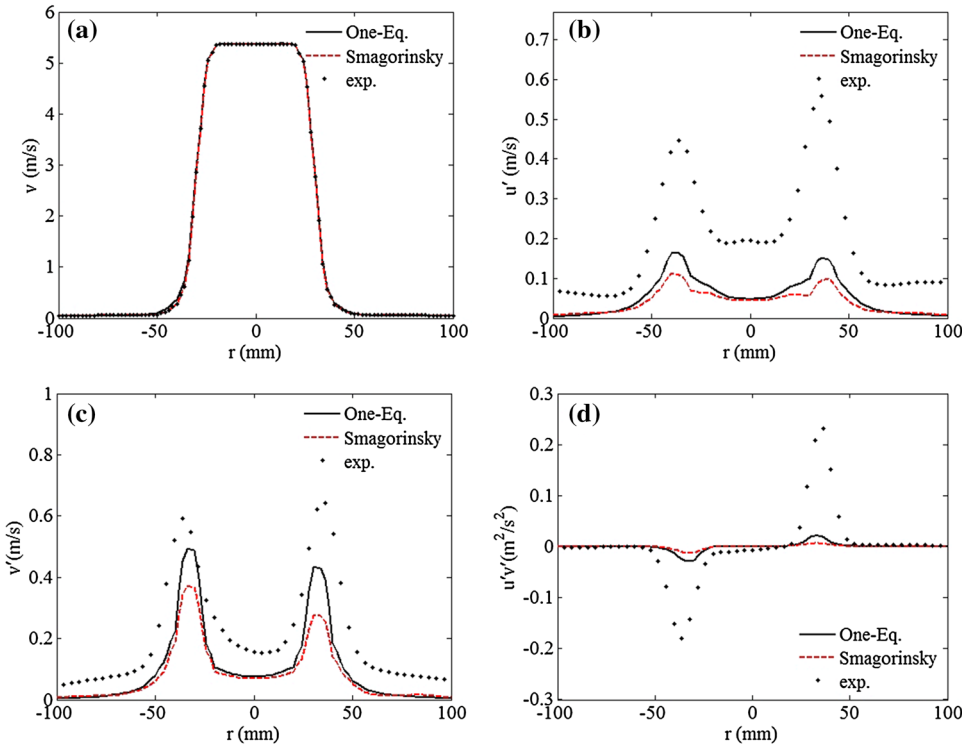 (a)
One-Eq.
Smagorinsky
exp.
6
5
4
3
2
1
0
v (m/s)
-100 -50 0 50 100
r (mm)
(b)
One-Eq.
Smagorinsky
exp.
0.7
0.6
0.5
0.4
0.3
0.2
0.1
0
u′ (m/s)
-100 -50 0 50 100
r (mm)
(c)
One-Eq.
Smagorinsky
exp.
1
0.8
0.6
0.4
0.2
0
v′(m/s)
-100 -50 0 50 100
r (mm)
(d)
0.3
0.2
0.1
0
-0.1
-0.2
-0.3
u′v′(m²/s²)
One-Eq.
Smagorinsky
exp.
-100 -50 0 50 100
r (mm)